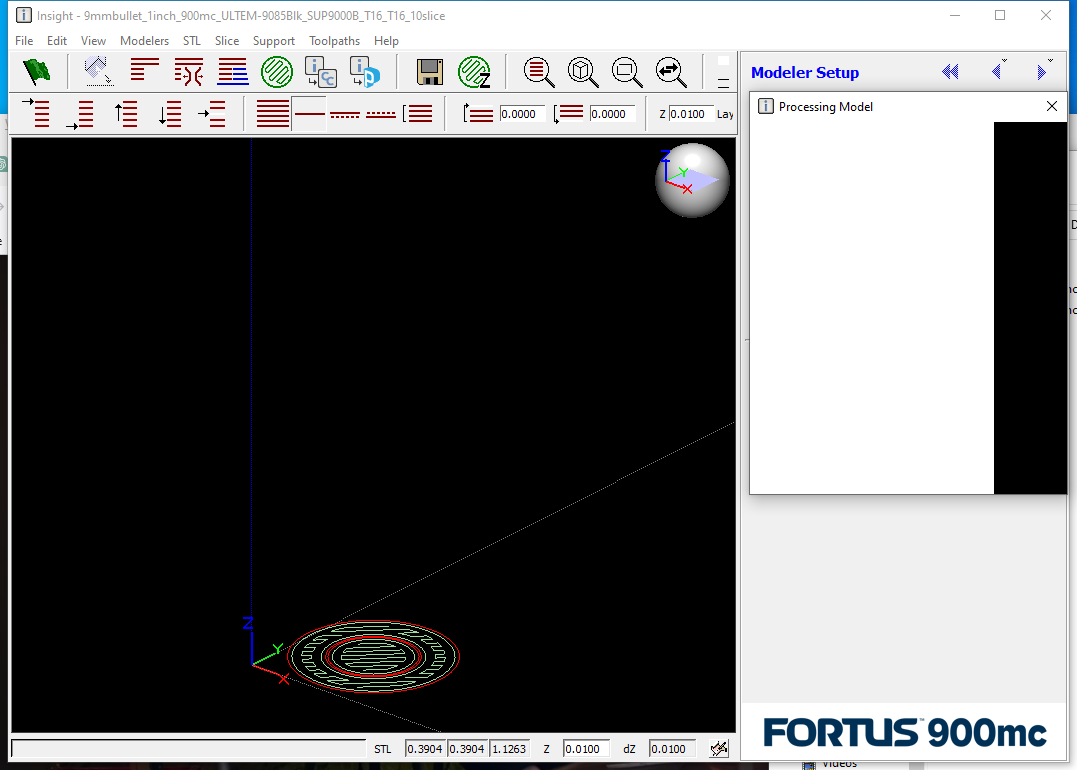 Insight - 9mmbullet_1inch_900mc_ULTEM-9085Blk_SUP9000B_T16_T16_10slice
File Edit View Modelers STL Slice Support Toolpaths Help
Modeler Setup
0.0000 0.0000 Z 0.0100 Lay
Processing Model
Z
Y
X
Z
Y
X
STL 0.3904 0.3904 1.1263 Z 0.0100 dZ 0.0100
FORTUS™ 900mc
Videos